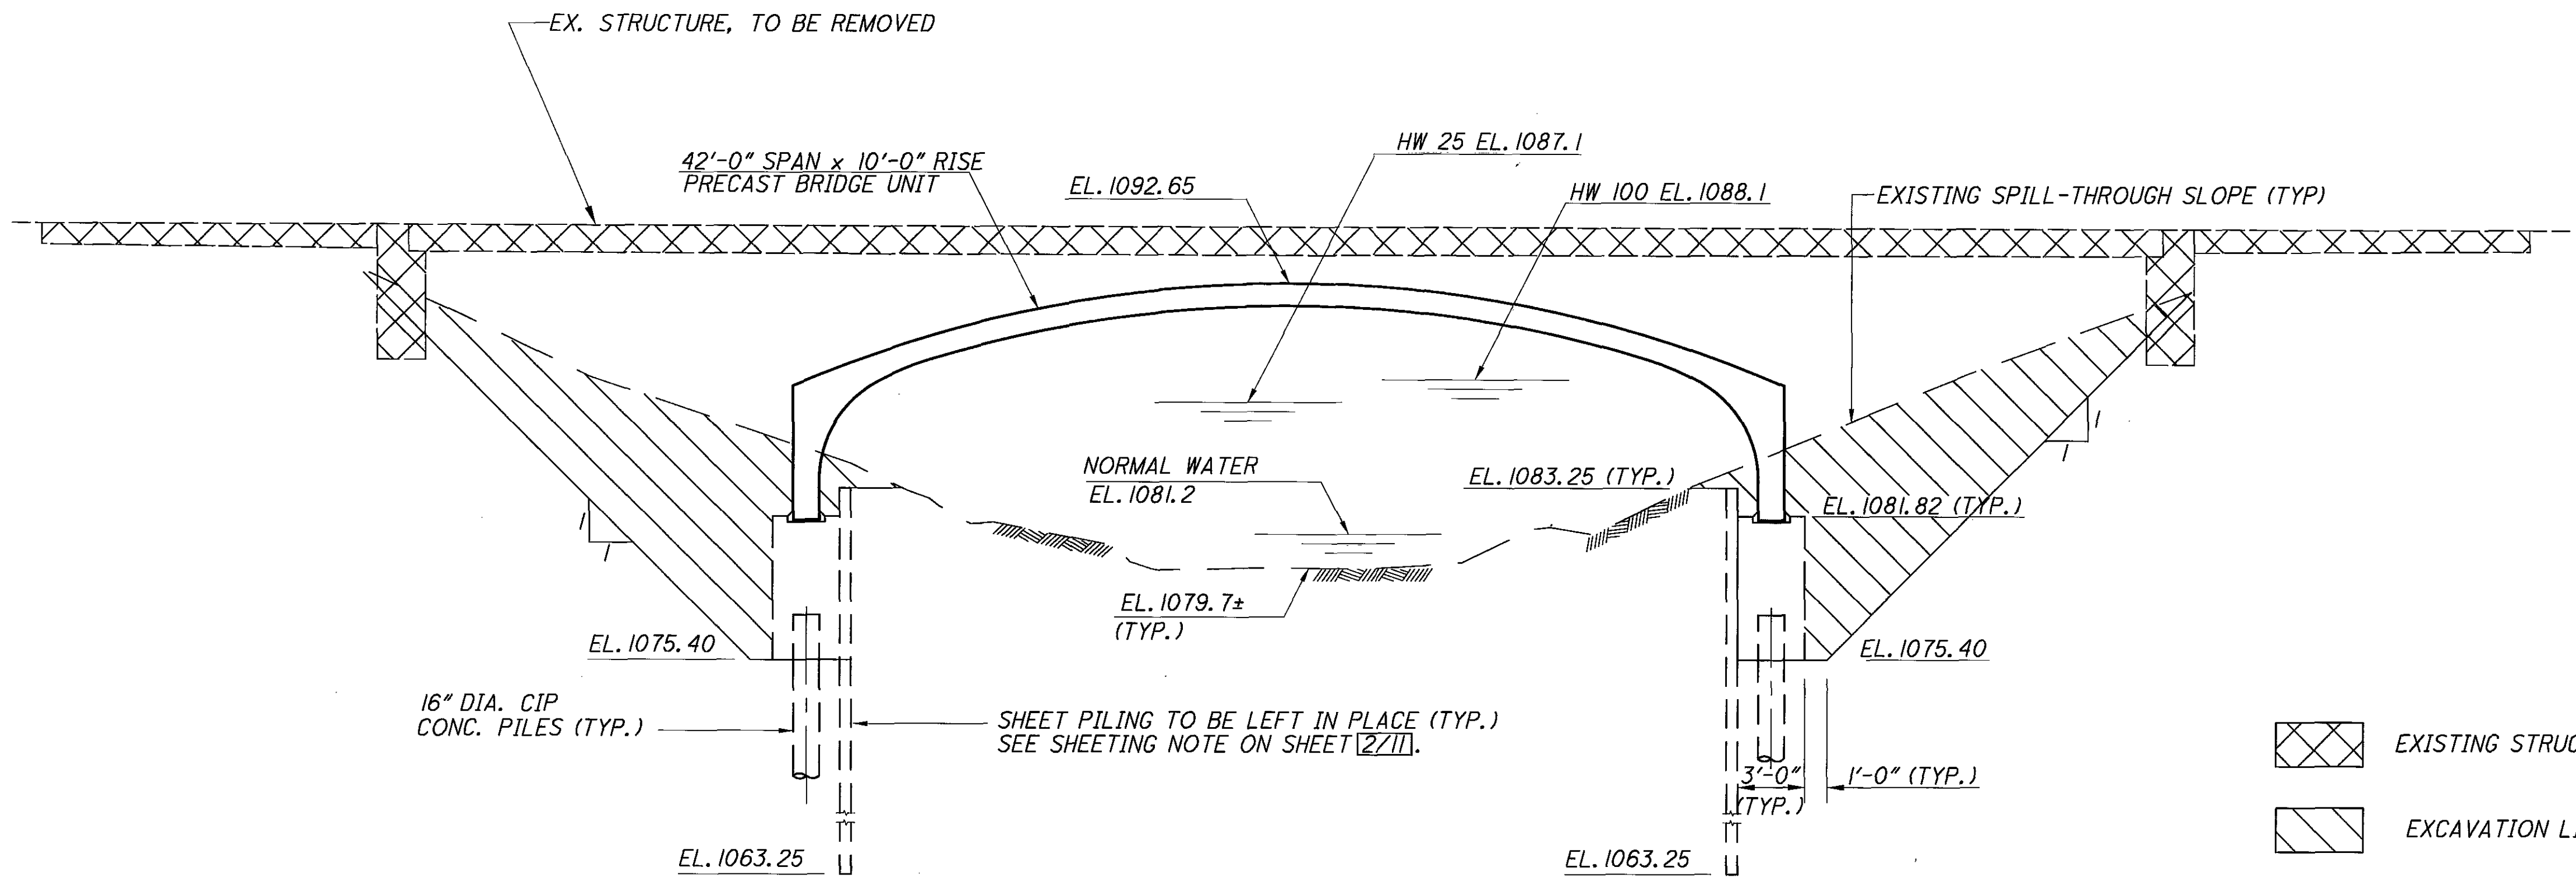 EX. STRUCTURE, TO BE REMOVED
HW 25 EL. 1087.1
42'-0" SPAN x 10'-0" RISE
PRECAST BRIDGE UNIT
EL. 1092.65
HW 100 EL. 1088.1
EXISTING SPILL-THROUGH SLOPE (TYP)
1
1
NORMAL WATER
EL. 1081.2
EL. 1083.25 (TYP.)
EL. 1081.82 (TYP.)
1
1
EL. 1079.7±
(TYP.)
EL. 1075.40
EL. 1075.40
16" DIA. CIP
CONC. PILES (TYP.)
SHEET PILING TO BE LEFT IN PLACE (TYP.)
SEE SHEETING NOTE ON SHEET 2/11.
3'-0"
(TYP.)
1'-0" (TYP.)
EXISTING STRUC
EXCAVATION LI
EL. 1063.25
EL. 1063.25